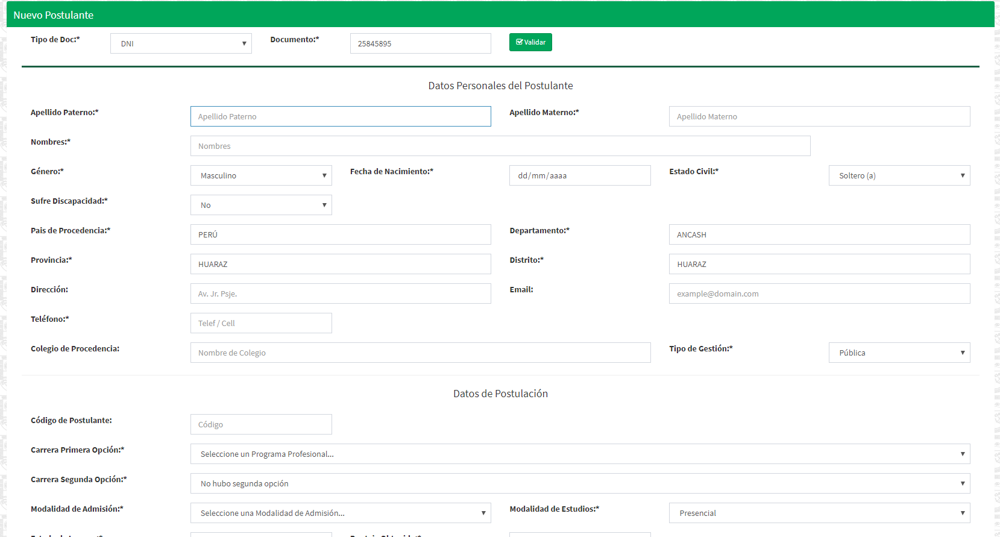 Nuevo Postulante
Tipo de Doc:* DNI Documento:* 25845895 Validar
Datos Personales del Postulante
Apellido Paterno:* Apellido Paterno Apellido Materno:* Apellido Materno
Nombres:* Nombres
Género:* Masculino Fecha de Nacimiento:* dd/mm/aaaa Estado Civil:* Soltero (a)
Sufre Discapacidad:* No
Pais de Procedencia:* PERÚ Departamento:* ANCASH
Provincia:* HUARAZ Distrito:* HUARAZ
Dirección: Av. Jr. Psje. Email: example@domain.com
Teléfono:* Telef / Cell
Colegio de Procedencia: Nombre de Colegio Tipo de Gestión:* Pública
Datos de Postulación
Código de Postulante: Código
Carrera Primera Opción:* Seleccione un Programa Profesional...
Carrera Segunda Opción:* No hubo segunda opción
Modalidad de Admisión:* Seleccione una Modalidad de Admisión... Modalidad de Estudios:* Presencial